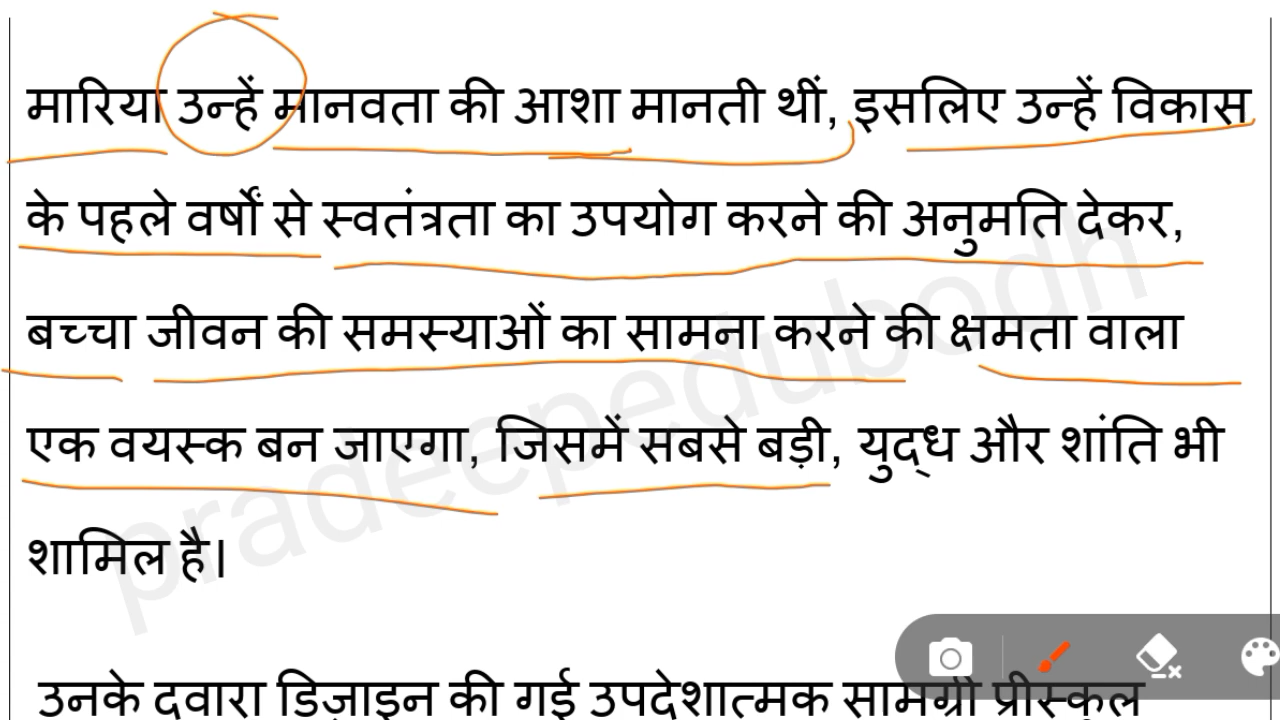 मारिया उन्हें मानवता की आशा मानती थीं, इसलिए उन्हें विकास
के पहले वर्षों से स्वतंत्रता का उपयोग करने की अनुमति देकर,
बच्चा जीवन की समस्याओं का सामना करने की क्षमता वाला
एक वयस्क बन जाएगा, जिसमें सबसे बड़ी, युद्ध और शांति भी
शामिल है।
उनके द्वारा डिज़ाइन की गई उपदेशात्मक सामग्री प्रीस्कूल
pradeepedubodh